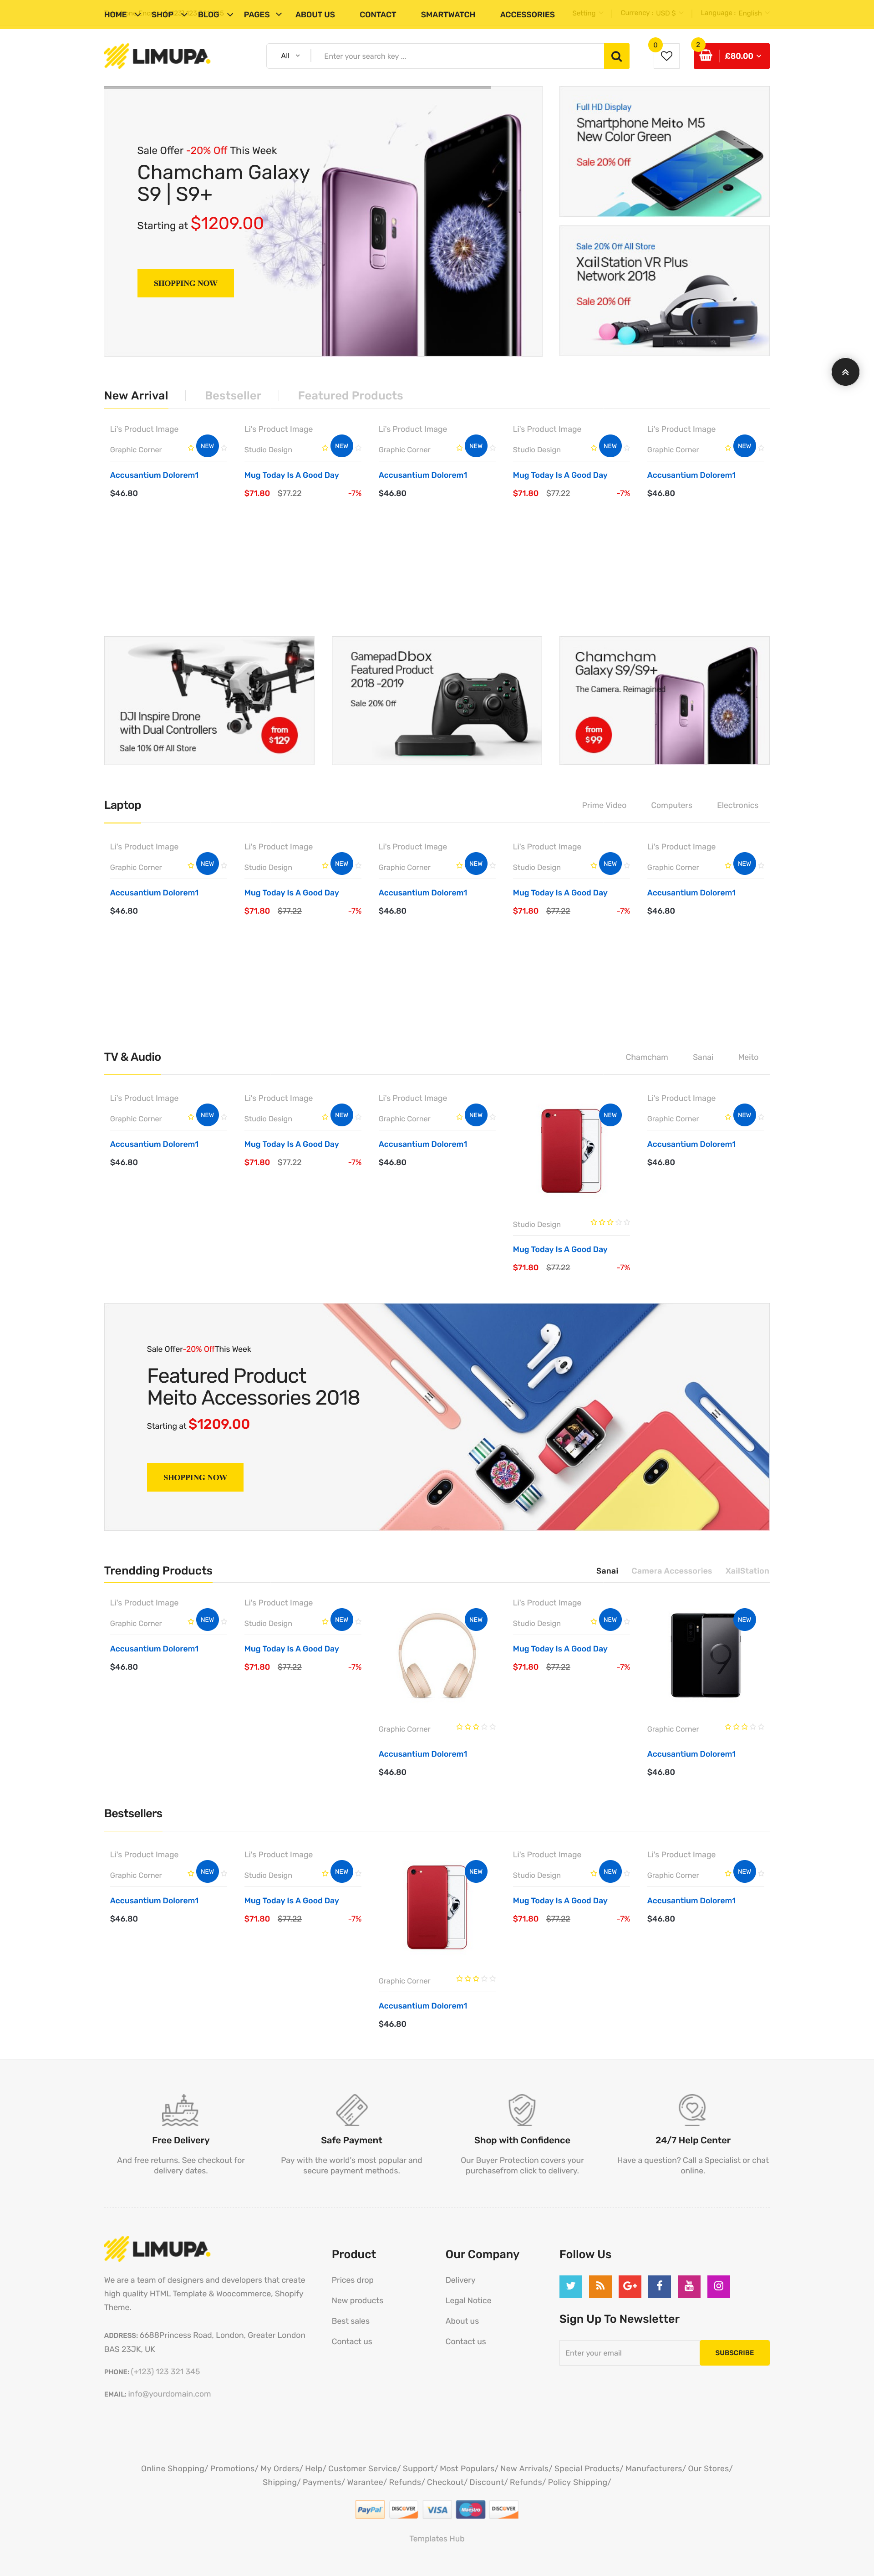 HOME SHOP BLOG PAGES ABOUT US CONTACT SMARTWATCH ACCESSORIES Setting Currency : USD $ Language : English
LIMUPA All Enter your search key ... 0 2 £80.00
Sale Offer -20% Off This Week
Chamcham Galaxy
S9 | S9+
Starting at $1209.00
SHOPPING NOW
Full HD Display
Smartphone Meito M5
New Color Green
Sale 20% Off
Sale 20% Off All Store
Xail Station VR Plus
Network 2018
Sale 20% Off
New Arrival Bestseller Featured Products
Li's Product Image Li's Product Image Li's Product Image Li's Product Image Li's Product Image
Graphic Corner NEW Studio Design NEW Graphic Corner NEW Studio Design NEW Graphic Corner NEW
Accusantium Dolorem1 Mug Today Is A Good Day Accusantium Dolorem1 Mug Today Is A Good Day Accusantium Dolorem1
$46.80 $71.80 $77.22 -7% $46.80 $71.80 $77.22 -7% $46.80
DJI Inspire Drone
with Dual Controllers
Sale 10% Off All Store
from
$129
Gamepad Dbox
Featured Product
2018 -2019
Sale 20% Off
Chamcham
Galaxy S9/S9+
The Camera. Reimagined
from
$99
Laptop Prime Video Computers Electronics
Li's Product Image Li's Product Image Li's Product Image Li's Product Image Li's Product Image
Graphic Corner NEW Studio Design NEW Graphic Corner NEW Studio Design NEW Graphic Corner NEW
Accusantium Dolorem1 Mug Today Is A Good Day Accusantium Dolorem1 Mug Today Is A Good Day Accusantium Dolorem1
$46.80 $71.80 $77.22 -7% $46.80 $71.80 $77.22 -7% $46.80
TV & Audio Chamcham Sanai Meito
Li's Product Image Li's Product Image Li's Product Image Li's Product Image
Graphic Corner NEW Studio Design NEW Graphic Corner NEW NEW Graphic Corner NEW
Accusantium Dolorem1 Mug Today Is A Good Day Accusantium Dolorem1 Accusantium Dolorem1
$46.80 $71.80 $77.22 -7% $46.80 $46.80
Studio Design
Mug Today Is A Good Day
$71.80 $77.22 -7%
Sale Offer-20% OffThis Week
Featured Product
Meito Accessories 2018
Starting at $1209.00
SHOPPING NOW
Trendding Products Sanai Camera Accessories XailStation
Li's Product Image Li's Product Image Li's Product Image
Graphic Corner NEW Studio Design NEW NEW Studio Design NEW NEW
Accusantium Dolorem1 Mug Today Is A Good Day Mug Today Is A Good Day
$46.80 $71.80 $77.22 -7% $71.80 $77.22 -7%
9
Graphic Corner Graphic Corner
Accusantium Dolorem1 Accusantium Dolorem1
$46.80 $46.80
Bestsellers
Li's Product Image Li's Product Image Li's Product Image Li's Product Image
Graphic Corner NEW Studio Design NEW NEW Studio Design NEW Graphic Corner NEW
Accusantium Dolorem1 Mug Today Is A Good Day Mug Today Is A Good Day Accusantium Dolorem1
$46.80 $71.80 $77.22 -7% $71.80 $77.22 -7% $46.80
Graphic Corner
Accusantium Dolorem1
$46.80
Free Delivery Safe Payment Shop with Confidence 24/7 Help Center
And free returns. See checkout for Pay with the world's most popular and Our Buyer Protection covers your Have a question? Call a Specialist or chat
delivery dates. secure payment methods. purchasefrom click to delivery. online.
LIMUPA
We are a team of designers and developers that create
high quality HTML Template & Woocommerce, Shopify
Theme.
ADDRESS: 6688Princess Road, London, Greater London
BAS 23JK, UK
PHONE: (+123) 123 321 345
EMAIL: info@yourdomain.com
Product
Prices drop
New products
Best sales
Contact us
Our Company
Delivery
Legal Notice
About us
Contact us
Follow Us
Sign Up To Newsletter
Enter your email SUBSCRIBE
Online Shopping/ Promotions/ My Orders/ Help/ Customer Service/ Support/ Most Populars/ New Arrivals/ Special Products/ Manufacturers/ Our Stores/
Shipping/ Payments/ Warantee/ Refunds/ Checkout/ Discount/ Refunds/ Policy Shipping/
PayPal DISCOVER VISA Maestro DISCOVER
Templates Hub